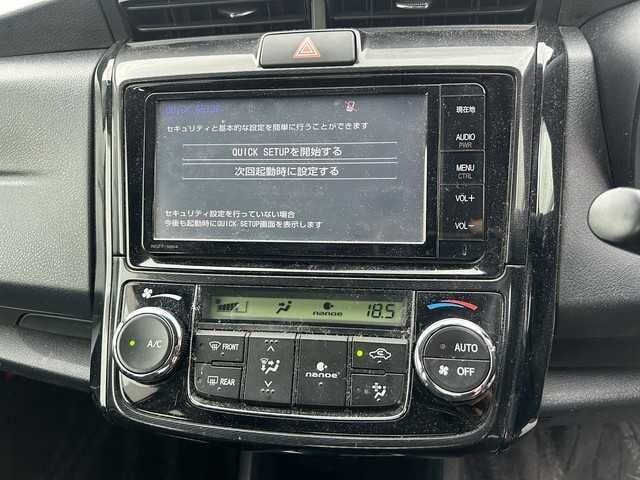 QUICK SETUP
セキュリティと基本的な設定を簡単に行うことができます
QUICK SETUPを開始する
次回起動時に設定する
セキュリティ設定を行っていない場合
今後も起動時にQUICK SETUP画面を表示します
現在地
AUDIO
PWR
MENU
CTRL
VOL+
VOL-
nanoe
18.5
A/C
FRONT
REAR
nanoe
AUTO
OFF